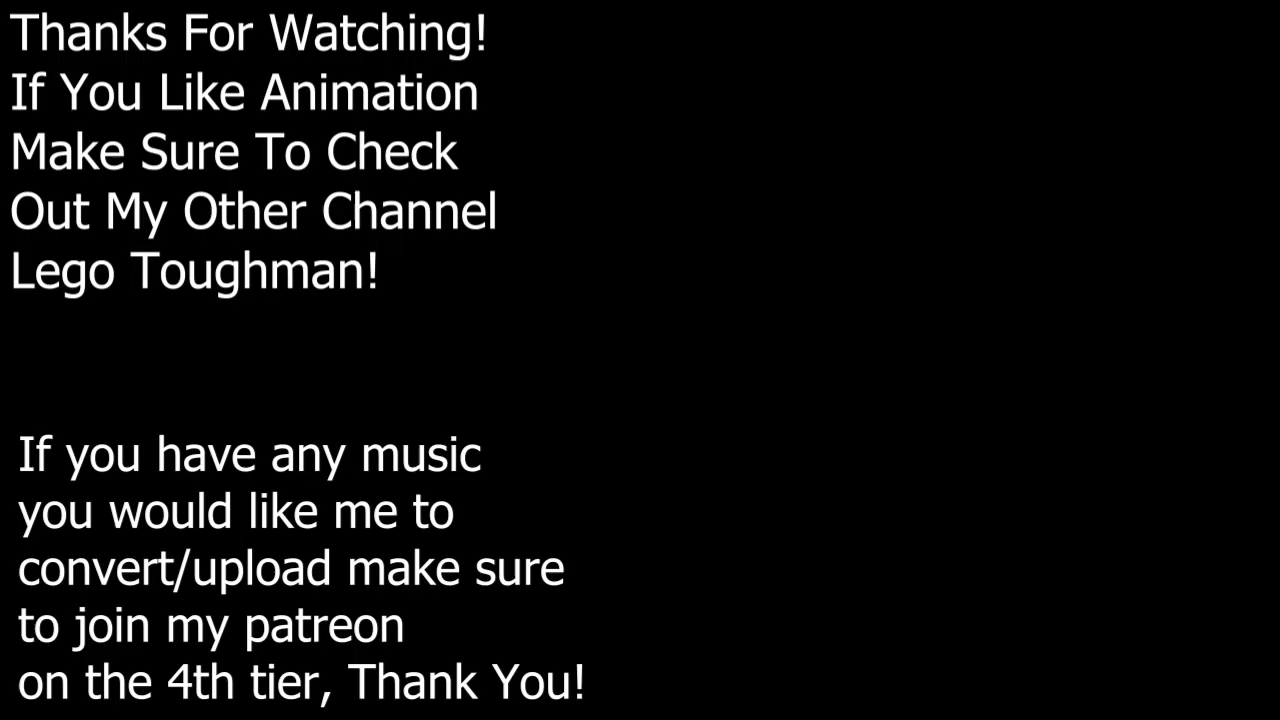 Thanks For Watching!
If You Like Animation
Make Sure To Check
Out My Other Channel
Lego Toughman!
If you have any music
you would like me to
convert/upload make sure
to join my patreon
on the 4th tier, Thank You!